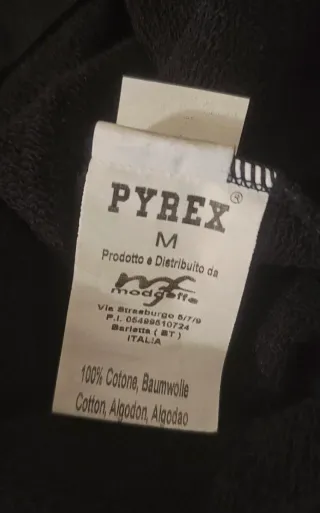 PYREX®
M
Prodotto e Distribuito da
mf
modaeffe
Via Strasburgo 5/7/9
P.I. 05499510724
Barletta ( BT )
ITALIA
100% Cotone, Baumwolle
Cotton, Algodon, Algodao